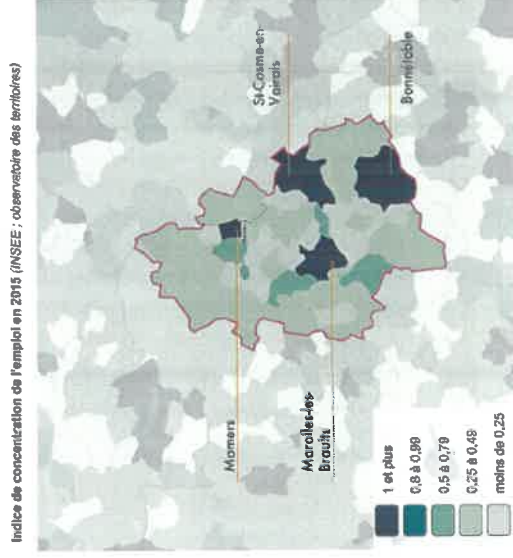 Indice de concentration de l'emploi en 2015 (INSEE ; observatoire des territoires)
St-Cosme-en-
Vairais
Bonnétable
Mamers
Marolles-les-
Braults
1 et plus
0,8 à 0,99
0,5 à 0,79
0,25 à 0,49
moins de 0,25